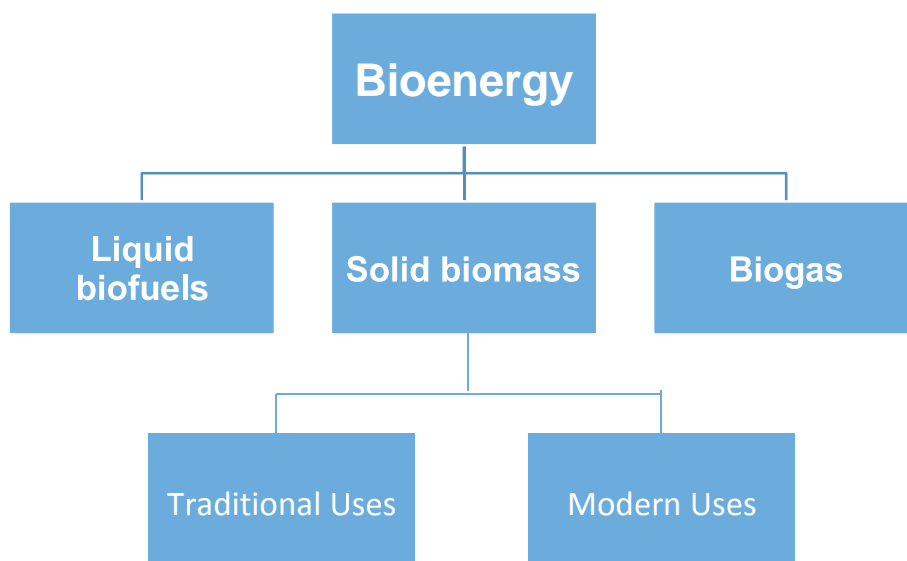 Bioenergy
Liquid
biofuels
Solid biomass
Biogas
Traditional Uses
Modern Uses